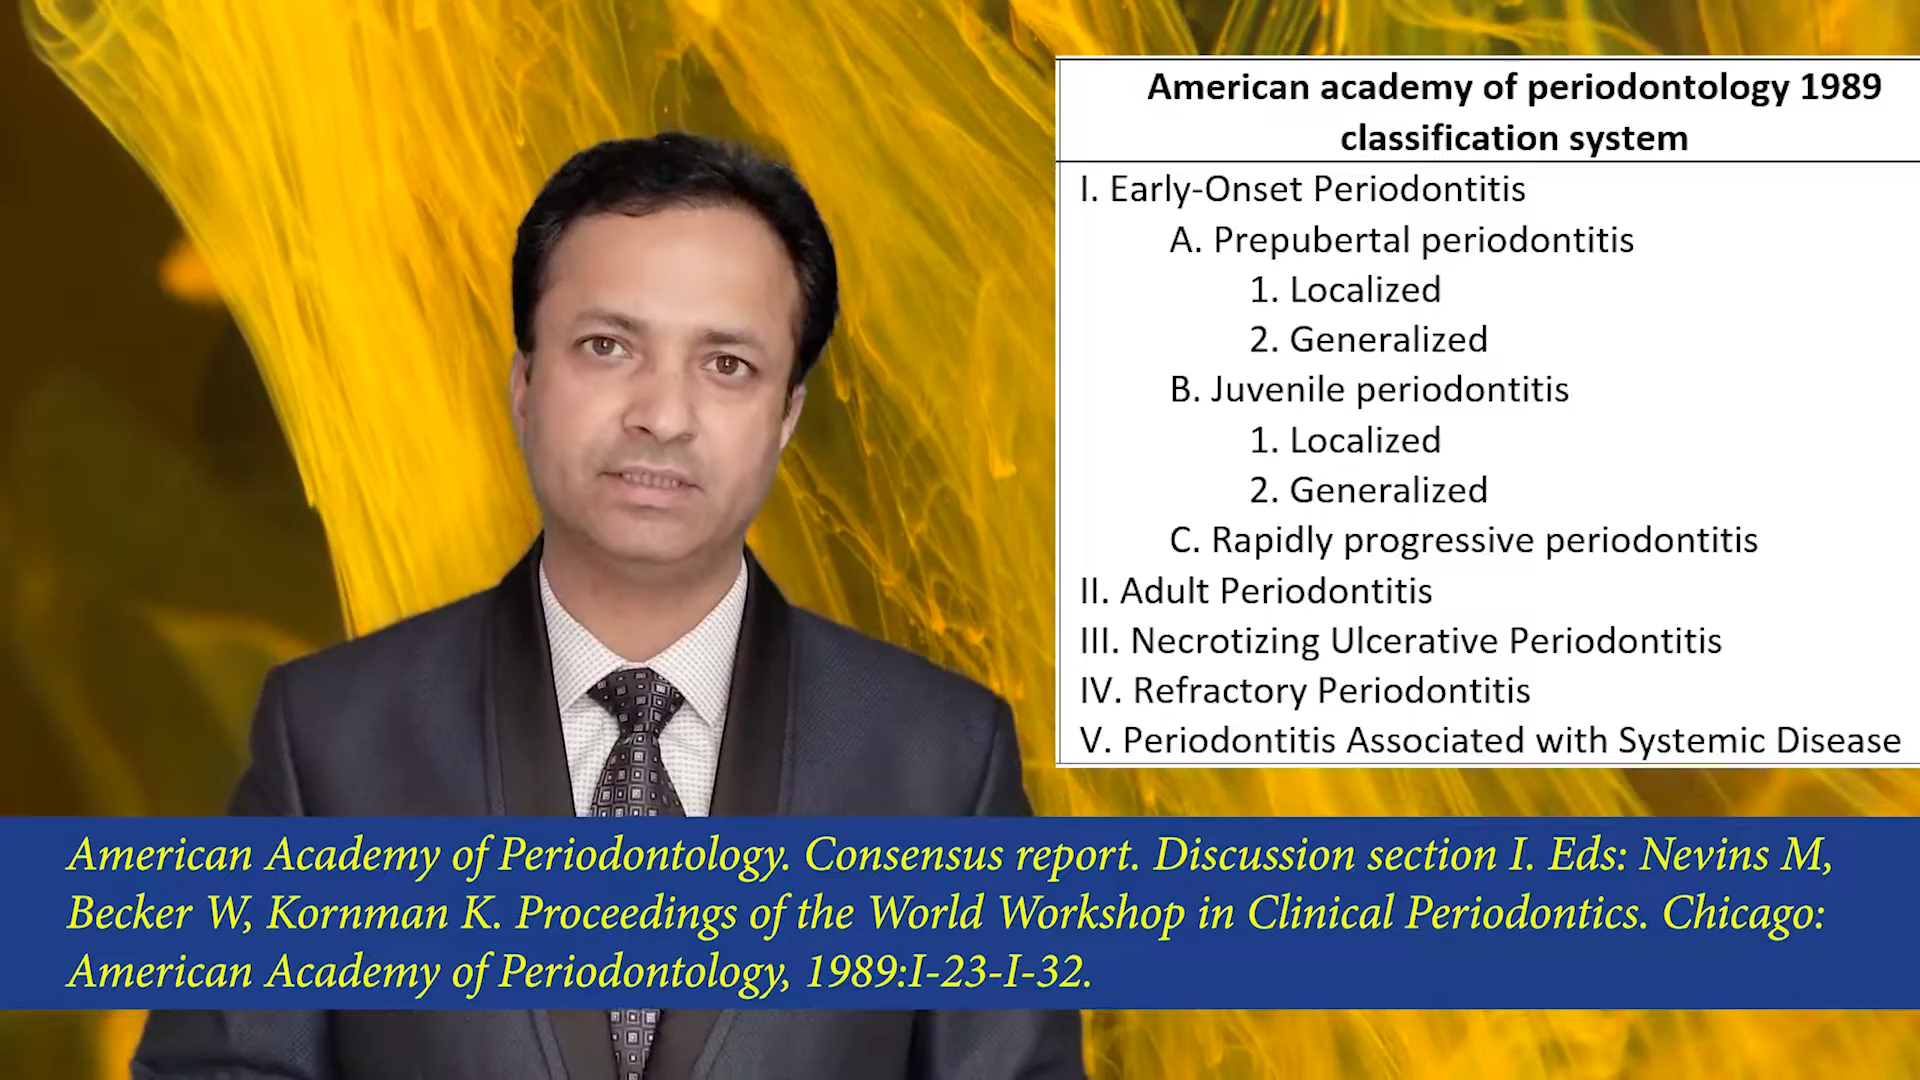 American academy of periodontology 1989
classification system
I. Early-Onset Periodontitis
A. Prepubertal periodontitis
1. Localized
2. Generalized
B. Juvenile periodontitis
1. Localized
2. Generalized
C. Rapidly progressive periodontitis
II. Adult Periodontitis
III. Necrotizing Ulcerative Periodontitis
IV. Refractory Periodontitis
V. Periodontitis Associated with Systemic Disease
American Academy of Periodontology. Consensus report. Discussion section I. Eds: Nevins M,
Becker W, Kornman K. Proceedings of the World Workshop in Clinical Periodontics. Chicago:
American Academy of Periodontology, 1989:I-23-I-32.